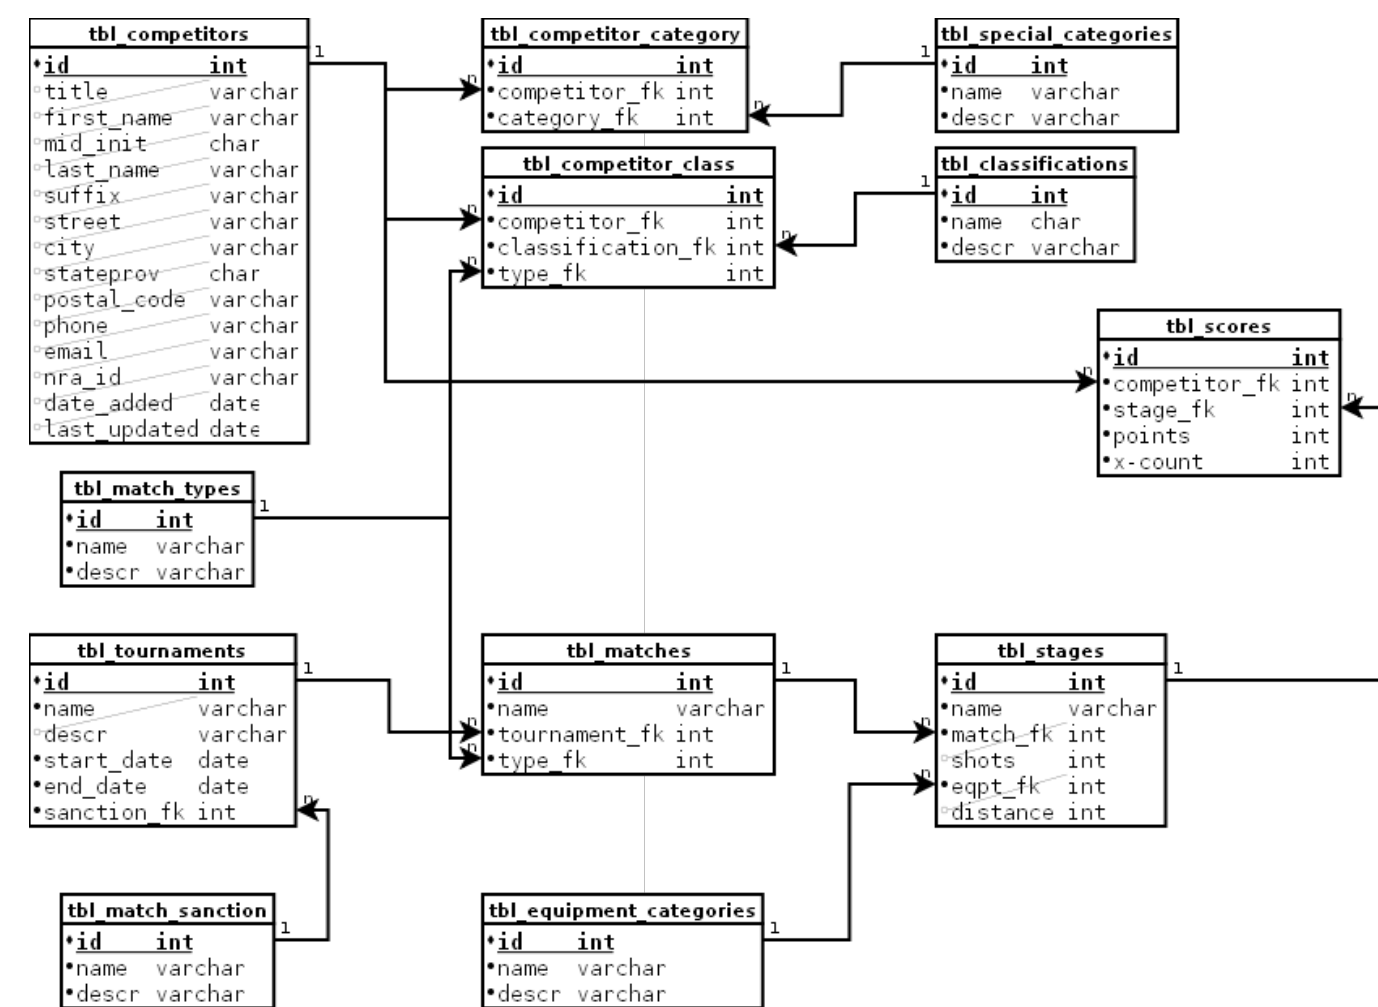 tbl_competitors
1
id int
title varchar
first_name varchar
mid_init char
last_name varchar
suffix varchar
street varchar
city varchar
stateprov char
postal_code varchar
phone varchar
email varchar
nra_id varchar
date_added date
last_updated date
tbl_competitor_category
n
id int
competitor_fk int
category_fk int
n
tbl_special_categories
1
id int
name varchar
descr varchar
tbl_competitor_class
id int
n
competitor_fk int
classification_fk int
n
n
type_fk int
tbl_classifications
1
id int
name char
descr varchar
tbl_scores
id int
n
competitor_fk int
stage_fk int
n
points int
x-count int
tbl_match_types
1
id int
name varchar
descr varchar
tbl_tournaments
1
id int
name varchar
descr varchar
start_date date
end_date date
sanction_fk int
n
tbl_matches
1
id int
name varchar
n
tournament_fk int
n
type_fk int
tbl_stages
1
id int
name varchar
n
match_fk int
shots int
n
eqpt_fk int
distance int
tbl_match_sanction
1
id int
name varchar
descr varchar
tbl_equipment_categories
1
id int
name varchar
descr varchar